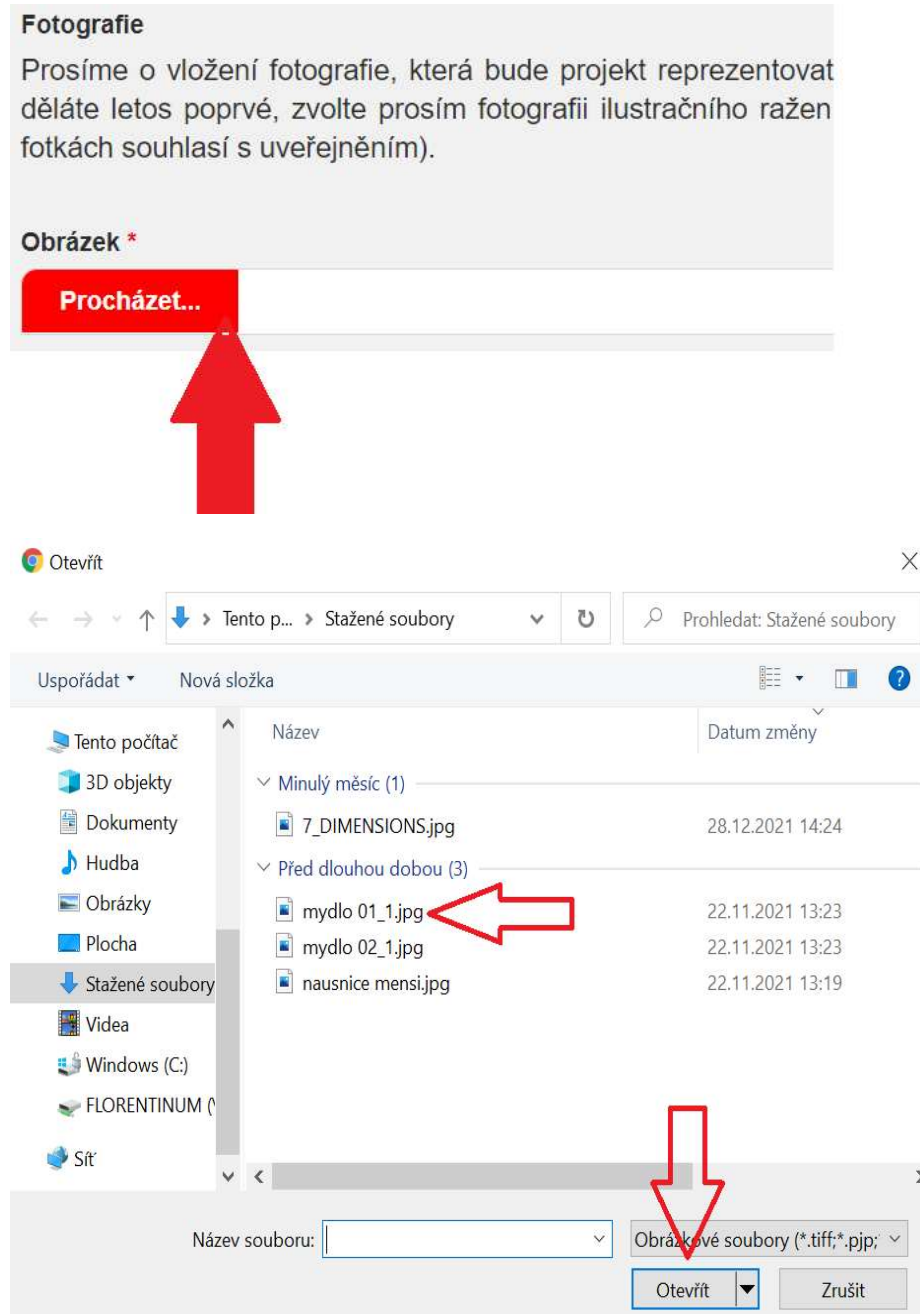 Fotografie
Prosíme o vložení fotografie, která bude projekt reprezentovat
děláte letos poprvé, zvolte prosím fotografii ilustračního ražen
fotkách souhlasí s uveřejněním).
Obrázek *
Procházet...
Otevřít
Tento p... > Stažené soubory
Prohledat: Stažené soubory
Uspořádat
Nová složka
Název
Datum změny
Tento počítač
3D objekty
Dokumenty
Hudba
Obrázky
Plocha
Stažené soubory
Videa
Windows (C:)
FLORENTINUM (
Síť
Minulý měsíc (1)
7_DIMENSIONS.jpg 28.12.2021 14:24
Před dlouhou dobou (3)
mydlo 01_1.jpg 22.11.2021 13:23
mydlo 02_1.jpg 22.11.2021 13:23
nausnice mensi.jpg 22.11.2021 13:19
Název souboru:
Obrázkové soubory (*.tiff;*.pjp;
Otevřít
Zrušit